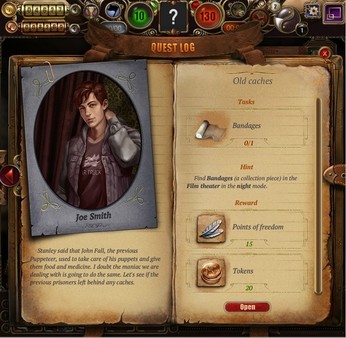 10
?
130
1
QUEST LOG
Old caches
Tasks
Bandages
0/1
Hint
Find Bandages (a collection piece) in the
Film theater in the night mode.
Reward
Points of freedom
15
Tokens
20
Open
Joe Smith
Stanley said that John Fall, the previous
Puppeteer, used to take care of his puppets and give
them food and medicine. I doubt the maniac we are
dealing with is going to do the same. Let's see if the
previous prisoners left behind any caches.